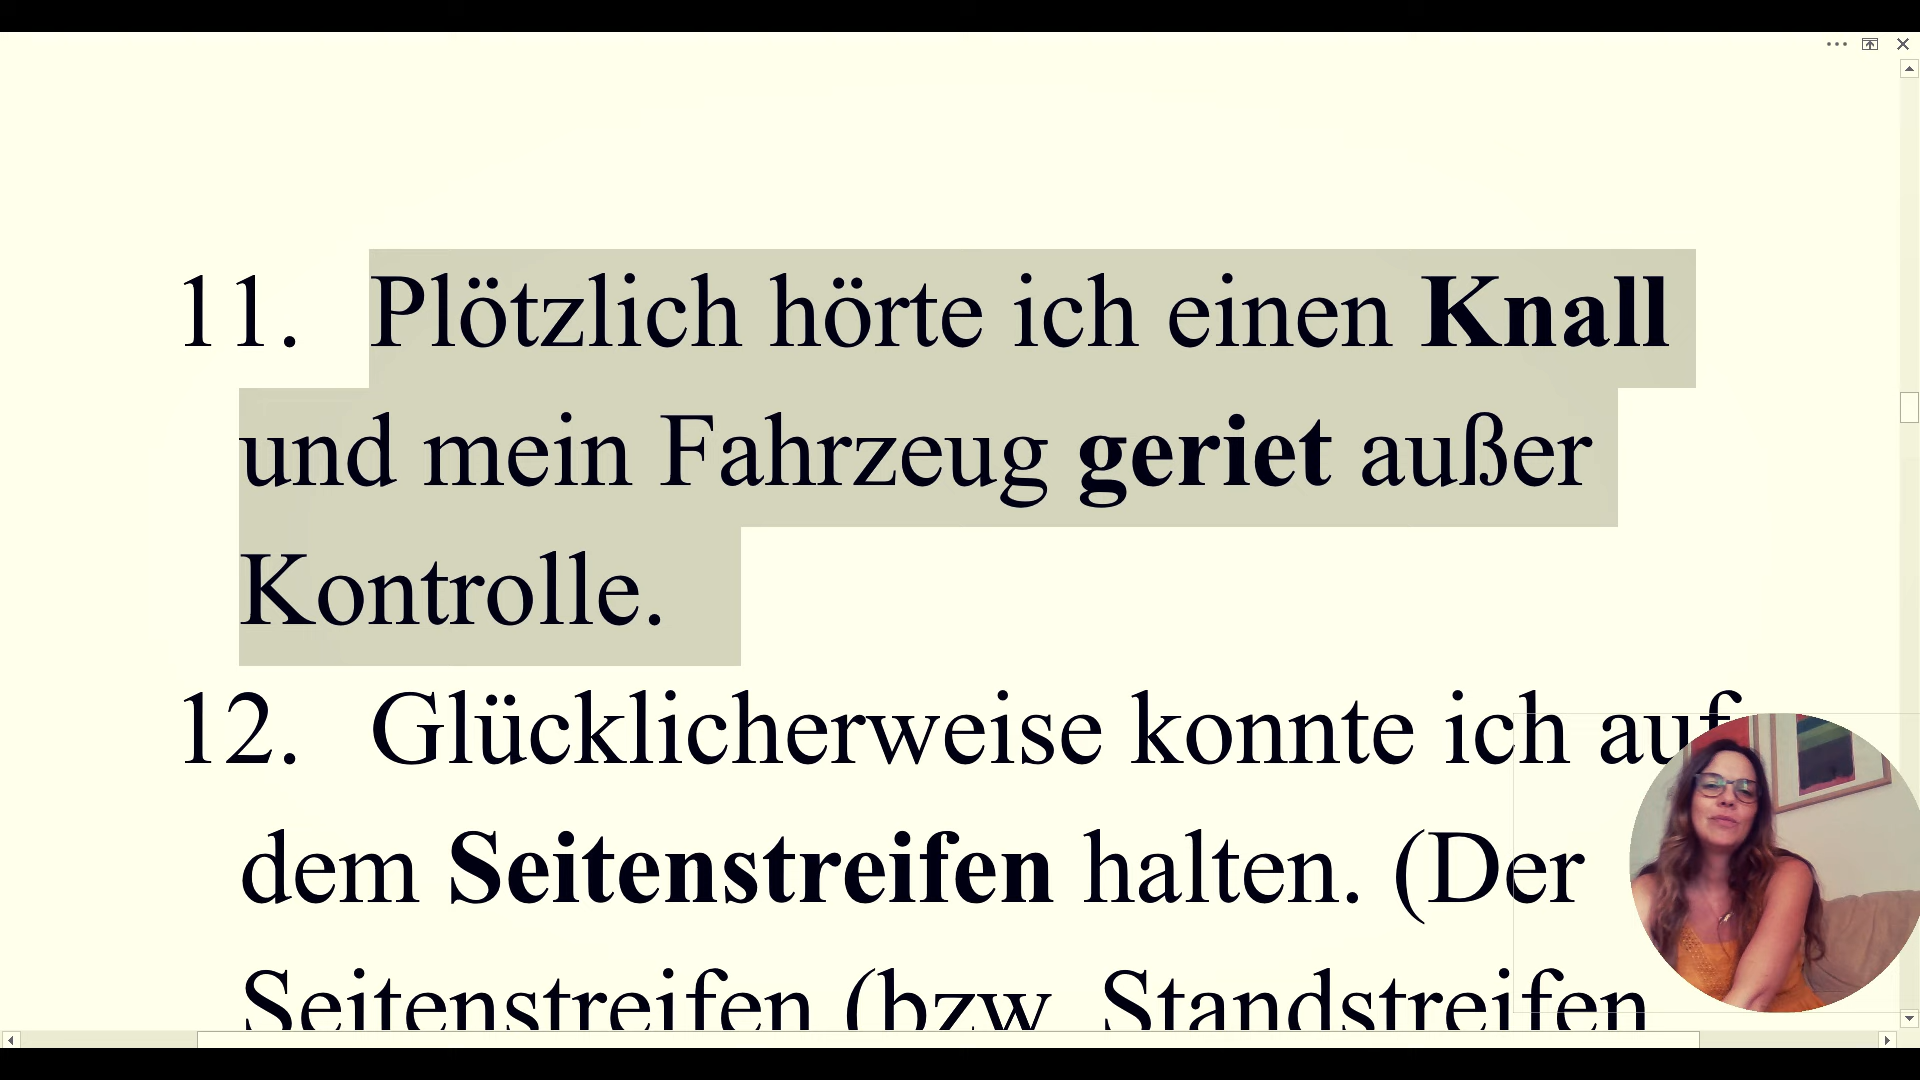 11. Plötzlich hörte ich einen Knall
und mein Fahrzeug geriet außer
Kontrolle.
12. Glücklicherweise konnte ich auf
dem Seitenstreifen halten. (Der
Seitenstreifen (bzw. Standstreifen